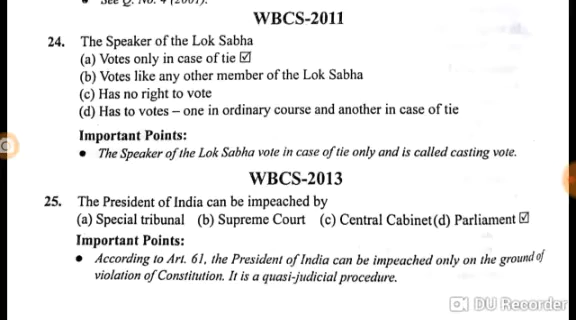 See Q. No. 4 (2001).
WBCS-2011
24. The Speaker of the Lok Sabha
(a) Votes only in case of tie ☑
(b) Votes like any other member of the Lok Sabha
(c) Has no right to vote
(d) Has to votes – one in ordinary course and another in case of tie
Important Points:
• The Speaker of the Lok Sabha vote in case of tie only and is called casting vote.
WBCS-2013
25. The President of India can be impeached by
(a) Special tribunal (b) Supreme Court (c) Central Cabinet (d) Parliament ☑
Important Points:
• According to Art. 61, the President of India can be impeached only on the ground of
violation of Constitution. It is a quasi-judicial procedure.
DU Recorder